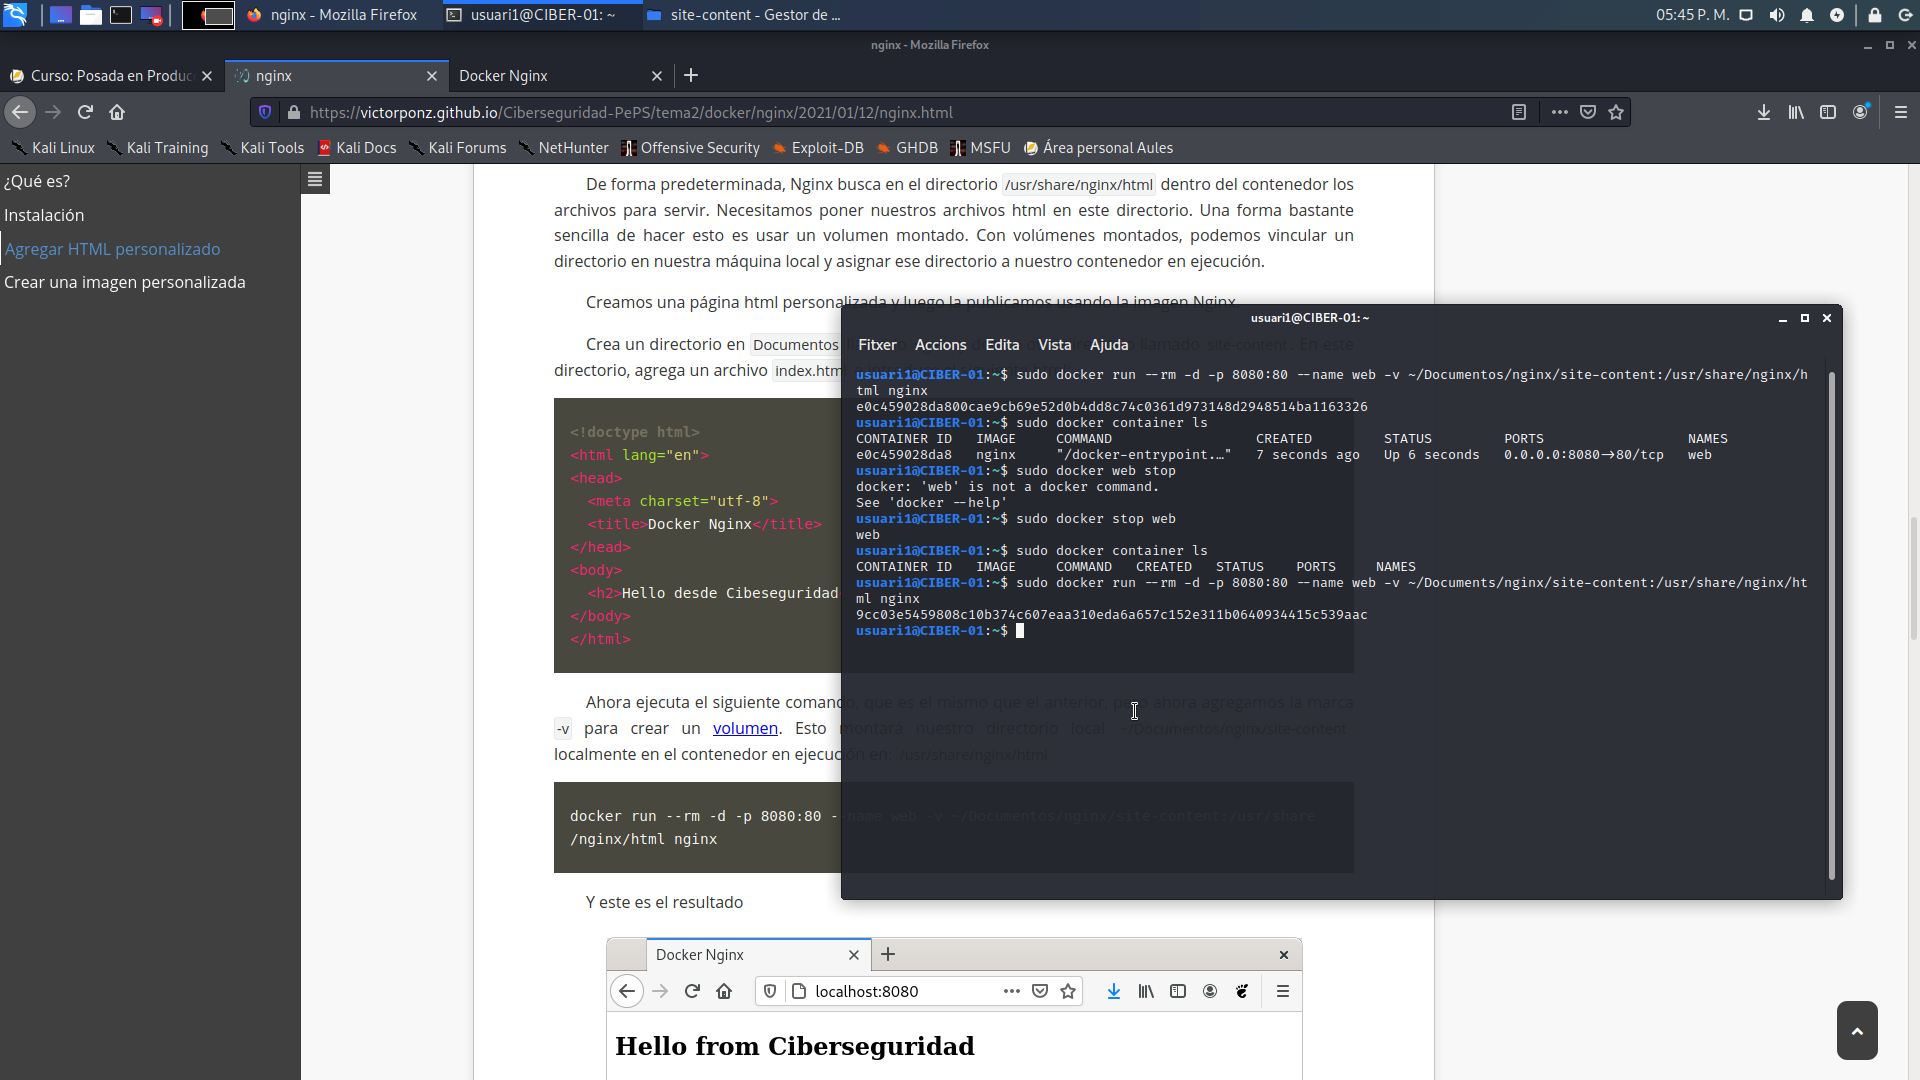 nginx - Mozilla Firefox
usuari1@CIBER-01: ~
site-content - Gestor de ...
05:45 P. M.
nginx - Mozilla Firefox
Curso: Posada en Produc
nginx
Docker Nginx
https://victorponz.github.io/Ciberseguridad-PePS/tema2/docker/nginx/2021/01/12/nginx.html
Kali Linux
Kali Training
Kali Tools
Kali Docs
Kali Forums
NetHunter
Offensive Security
Exploit-DB
GHDB
MSFU
Área personal Aules
¿Qué es?
Instalación
Agregar HTML personalizado
Crear una imagen personalizada
De forma predeterminada, Nginx busca en el directorio /usr/share/nginx/html dentro del contenedor los
archivos para servir. Necesitamos poner nuestros archivos html en este directorio. Una forma bastante
sencilla de hacer esto es usar un volumen montado. Con volúmenes montados, podemos vincular un
directorio en nuestra máquina local y asignar ese directorio a nuestro contenedor en ejecución.
Creamos una página html personalizada y luego la publicamos usando la imagen Nginx.
Crea un directorio en Documentos llamado site-content. En este
directorio, agrega un archivo index.htm
<!doctype html>
<html lang="en">
<head>
<meta charset="utf-8">
<title>Docker Nginx</title>
</head>
<body>
<h2>Hello desde Cibeseguridad
</body>
</html>
Ahora ejecuta el siguiente comando, que es el mismo que el anterior, pero ahora agregamos la marca
-v para crear un volumen. Esto montará nuestro directorio local ~/Documentos/nginx/site-content
localmente en el contenedor en ejecución en: /usr/share/nginx/html
docker run --rm -d -p 8080:80 --name web -v ~/Documentos/nginx/site-content:/usr/share
/nginx/html nginx
Y este es el resultado
Docker Nginx
localhost:8080
Hello from Ciberseguridad
usuari1@CIBER-01: ~
Fitxer Accions Edita Vista Ajuda
usuari1@CIBER-01:~$ sudo docker run --rm -d -p 8080:80 --name web -v ~/Documentos/nginx/site-content:/usr/share/nginx/h
tml nginx
e0c459028da800cae9cb69e52d0b4dd8c74c0361d973148d2948514ba1163326
usuari1@CIBER-01:~$ sudo docker container ls
CONTAINER ID IMAGE COMMAND CREATED STATUS PORTS NAMES
e0c459028da8 nginx "/docker-entrypoint.…" 7 seconds ago Up 6 seconds 0.0.0.0:8080→80/tcp web
usuari1@CIBER-01:~$ sudo docker web stop
docker: 'web' is not a docker command.
See 'docker --help'
usuari1@CIBER-01:~$ sudo docker stop web
web
usuari1@CIBER-01:~$ sudo docker container ls
CONTAINER ID IMAGE COMMAND CREATED STATUS PORTS NAMES
usuari1@CIBER-01:~$ sudo docker run --rm -d -p 8080:80 --name web -v ~/Documents/nginx/site-content:/usr/share/nginx/ht
ml nginx
9cc03e5459808c10b374c607eaa310eda6a657c152e311b0640934415c539aac
usuari1@CIBER-01:~$